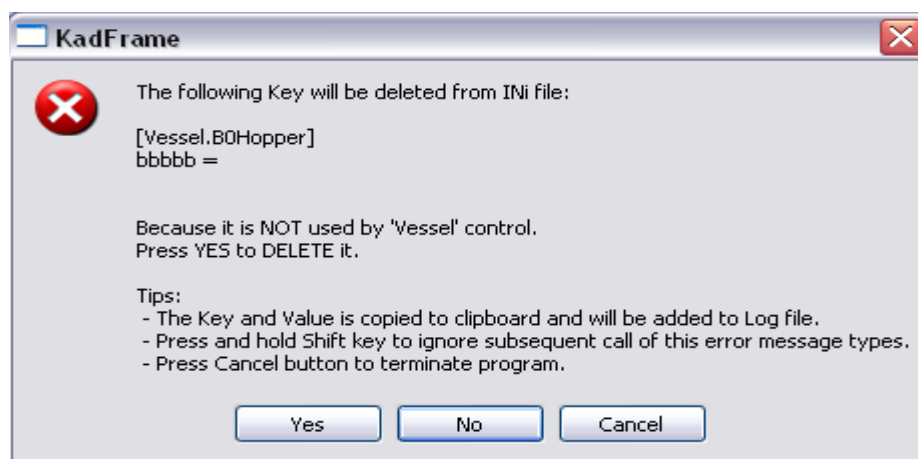 KadFrame
The following Key will be deleted from INi file:
[Vessel.B0Hopper]
bbbbb =
Because it is NOT used by 'Vessel' control.
Press YES to DELETE it.
Tips:
- The Key and Value is copied to clipboard and will be added to Log file.
- Press and hold Shift key to ignore subsequent call of this error message types.
- Press Cancel button to terminate program.
Yes No Cancel